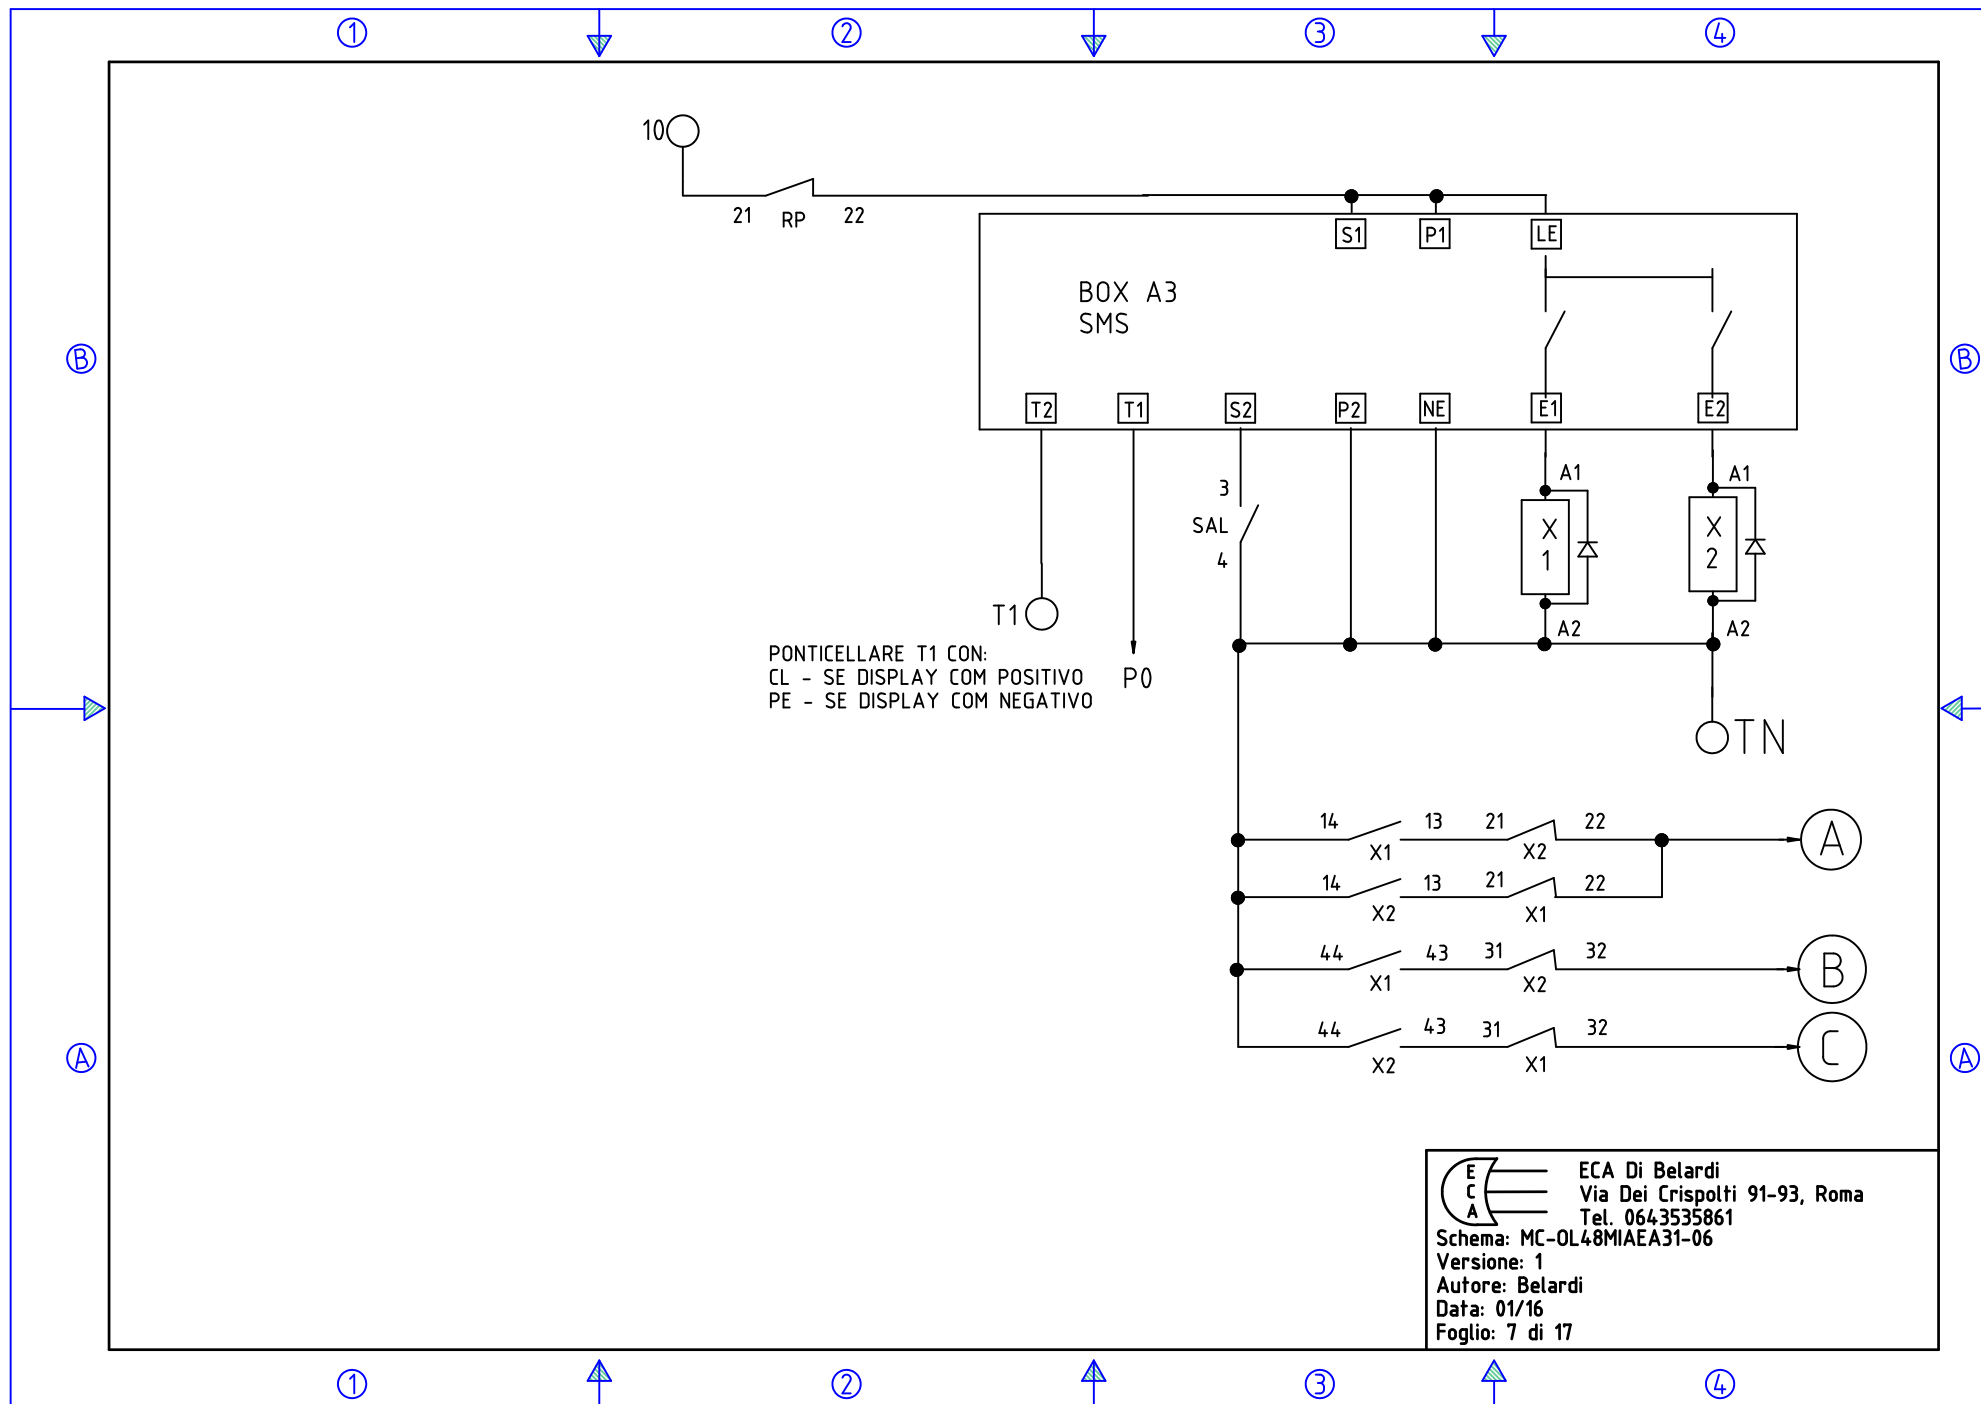 1 2 3 4
10
21 RP 22
S1 P1 LE
BOX A3
SMS
B B
T2 T1 S2 P2 NE E1 E2
A1 A1
3
SAL
4
X
1
X
2
T1
A2 A2
PONTICELLARE T1 CON:
CL - SE DISPLAY COM POSITIVO
PE - SE DISPLAY COM NEGATIVO
P0
TN
14 13 21 22
X1 X2
A
14 13 21 22
X2 X1
44 43 31 32
X1 X2
B
44 43 31 32
X2 X1
C
A A
E
C
A
ECA Di Belardi
Via Dei Crispolti 91-93, Roma
Tel. 0643535861
Schema: MC-OL48MIAEA31-06
Versione: 1
Autore: Belardi
Data: 01/16
Foglio: 7 di 17
1 2 3 4